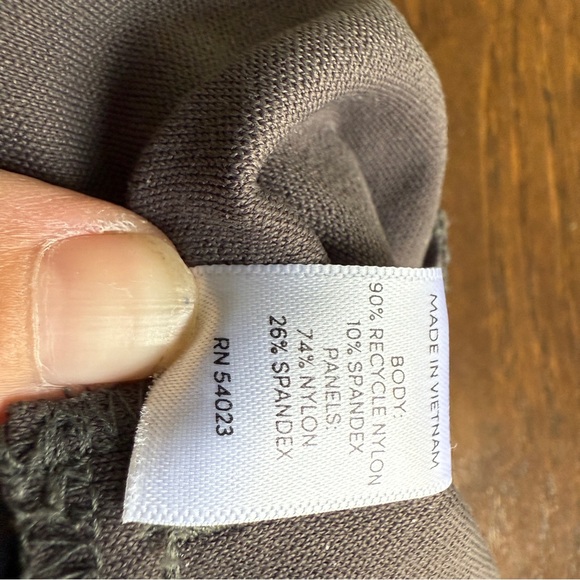 MADE IN VIETNAM
BODY:
90% RECYCLE NYLON
10% SPANDEX
PANELS:
74% NYLON
26% SPANDEX
RN 54023